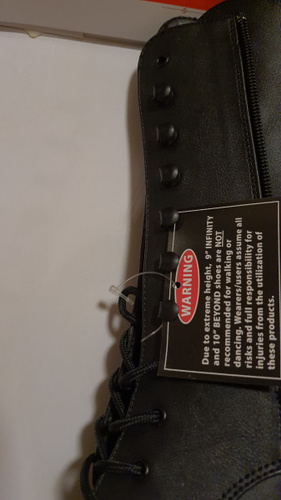 WARNING
Due to extreme height, 9" INFINITY
and 10" BEYOND shoes are NOT
recommended for walking or
dancing. Wearers/users assume all
risks and full responsibility for
injuries from the utilization of
these products.